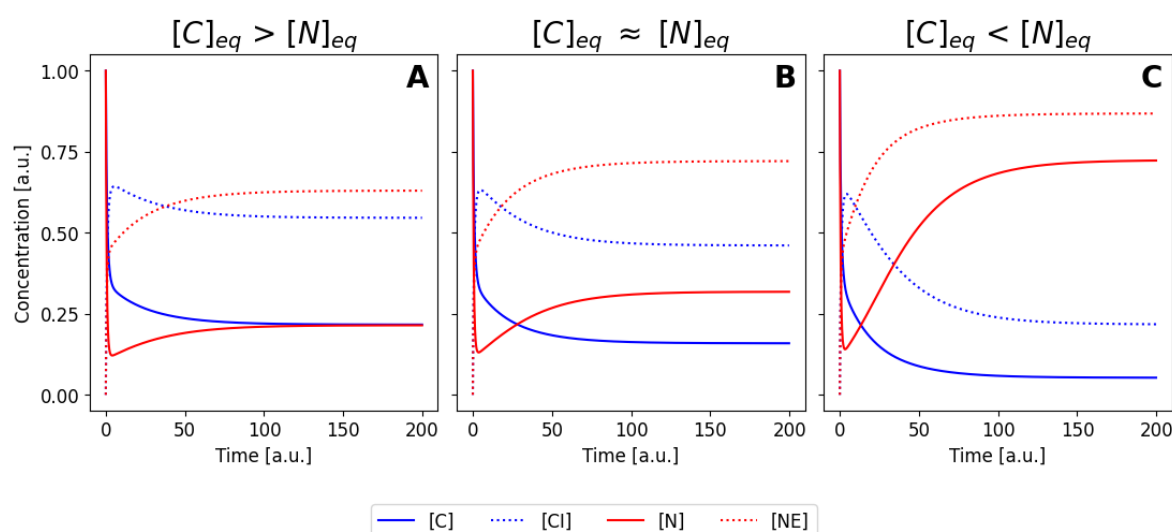 [C]eq > [N]eq
[C]eq ≈ [N]eq
[C]eq < [N]eq
A
B
C
1.00
0.75
0.50
0.25
0.00
Concentration [a.u.]
0 50 100 150 200
0 50 100 150 200
0 50 100 150 200
Time [a.u.]
Time [a.u.]
Time [a.u.]
[C] [CI] [N] [NE]